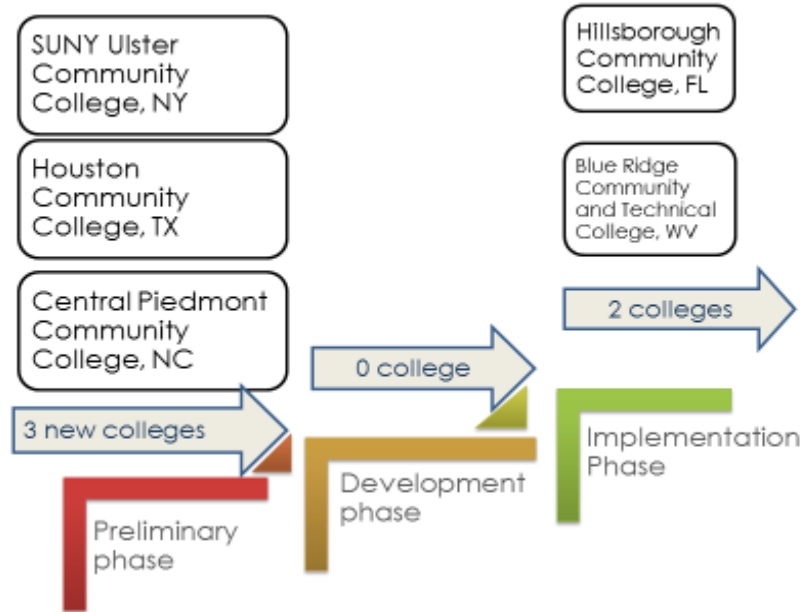 SUNY Ulster
Community
College, NY
Houston
Community
College, TX
Central Piedmont
Community
College, NC
3 new colleges
Preliminary
phase
0 college
Development
phase
Hillsborough
Community
College, FL
Blue Ridge
Community
and Technical
College, WV
2 colleges
Implementation
Phase